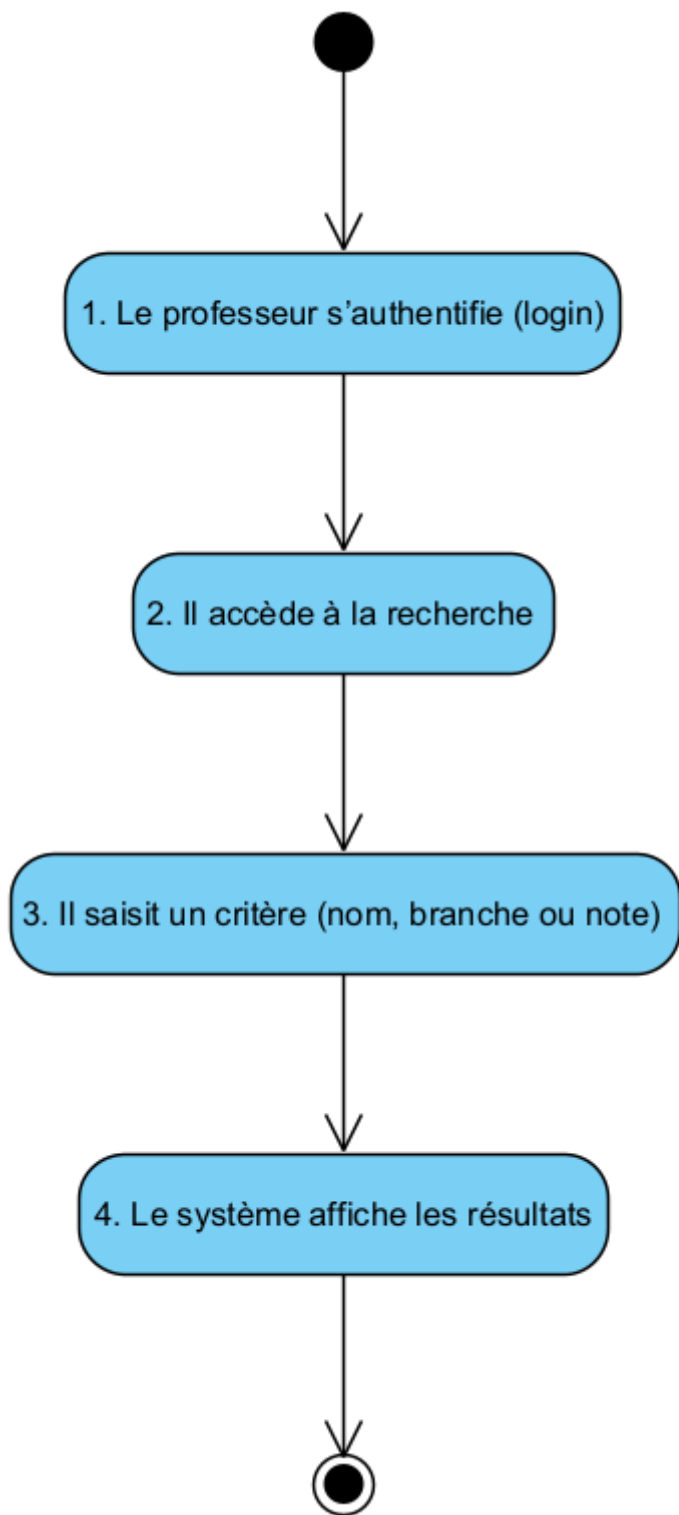 1. Le professeur s’authentifie (login)
2. Il accède à la recherche
3. Il saisit un critère (nom, branche ou note)
4. Le système affiche les résultats